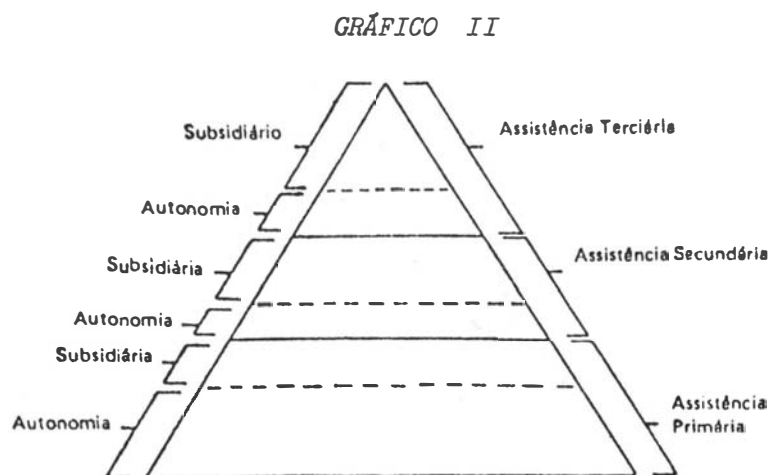 GRÁFICO II
Subsidiário
Assistência Terciária
Autonomia
Subsidiária
Assistência Secundária
Autonomia
Subsidiária
Autonomia
Assistência
Primária